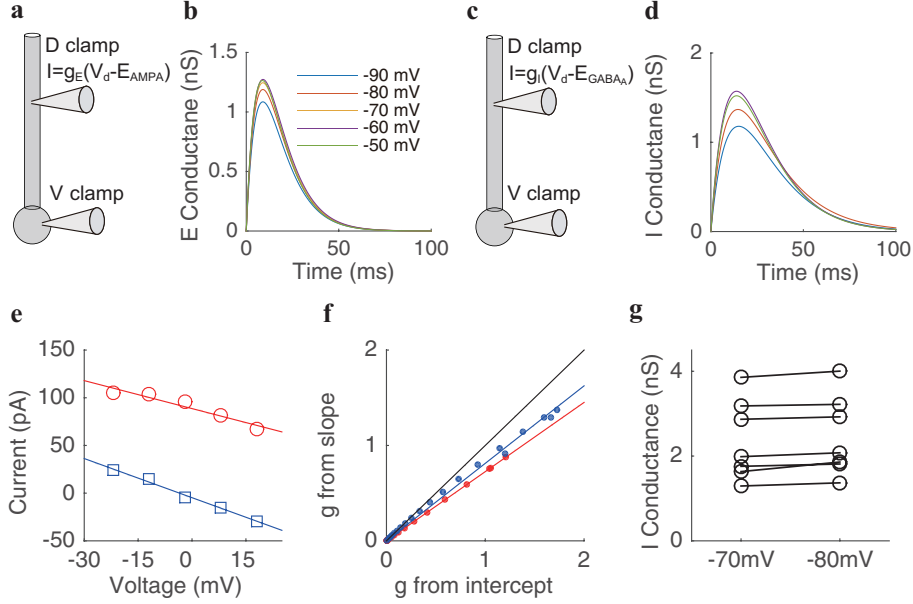 a
D clamp
I=gE(Vd-EAMPA)
V clamp
b
E Conductane (nS)
1.5
1
0.5
0
0
50
100
Time (ms)
-90 mV
-80 mV
-70 mV
-60 mV
-50 mV
c
D clamp
I=gI(Vd-EGABAA)
V clamp
d
I Conductane (nS)
2
1
0
0
50
100
Time (ms)
e
Current (pA)
150
100
50
0
-50
-30
-15
0
15
Voltage (mV)
f
g from slope
2
1
0
0
1
2
g from intercept
g
I Conductance (nS)
4
2
0
-70mV
-80mV